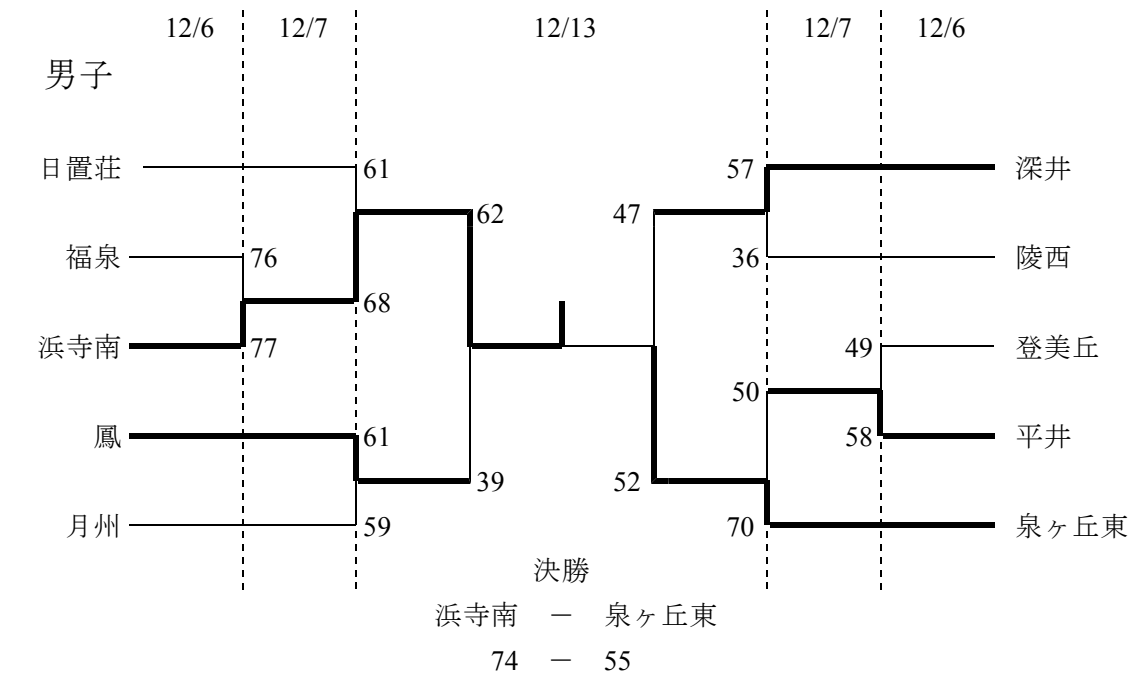 12/6 12/7 12/13 12/7 12/6
男子
日置荘 61 57 深井
62 47
福泉 76 36 陵西
68
浜寺南 77 49 登美丘
50
鳳 61 58 平井
39 52
月州 59 70 泉ヶ丘東
決勝
浜寺南 － 泉ヶ丘東
74 － 55